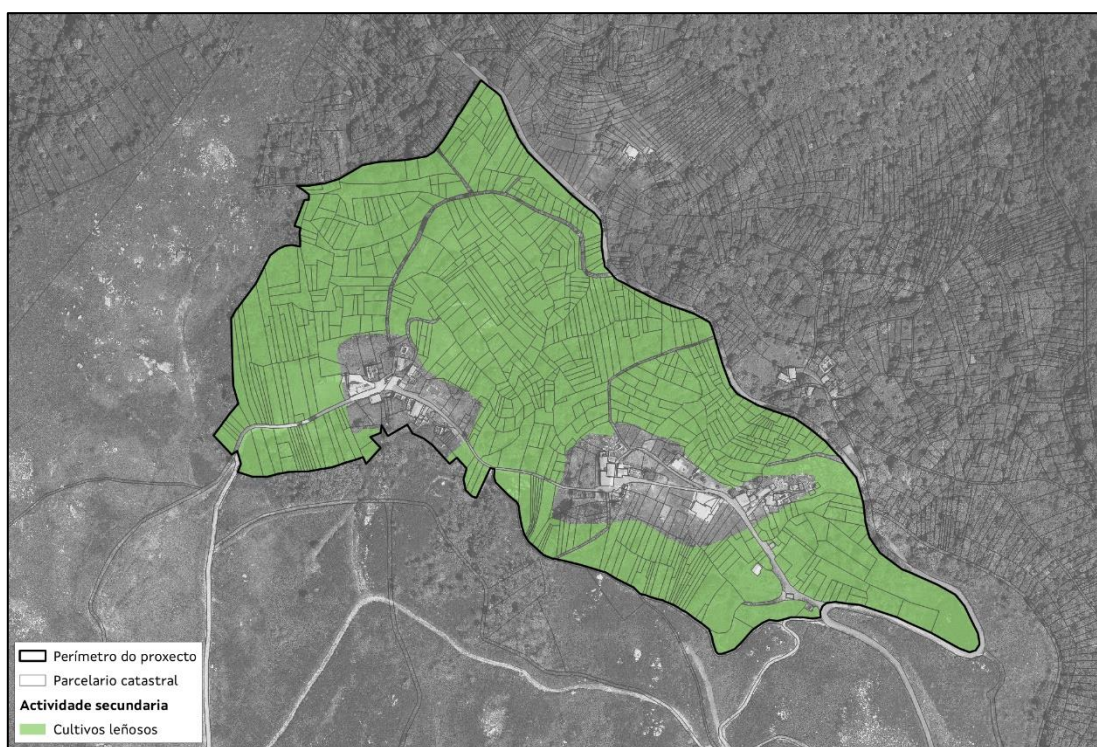 Perímetro do proxecto
Parcelario catastral
Actividade secundaria
Cultivos leñosos